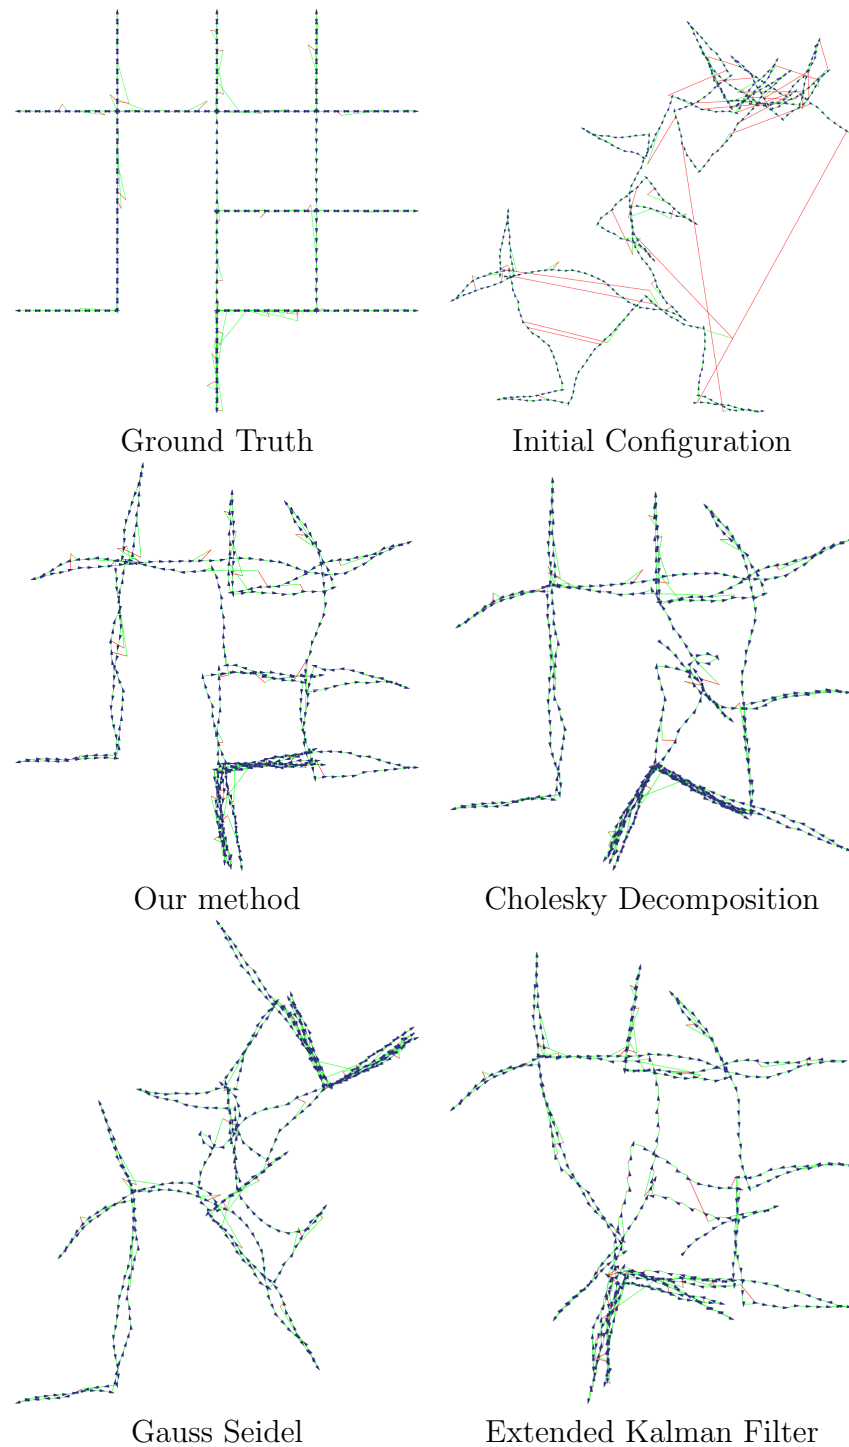 Ground Truth
Initial Configuration
Our method
Cholesky Decomposition
Gauss Seidel
Extended Kalman Filter